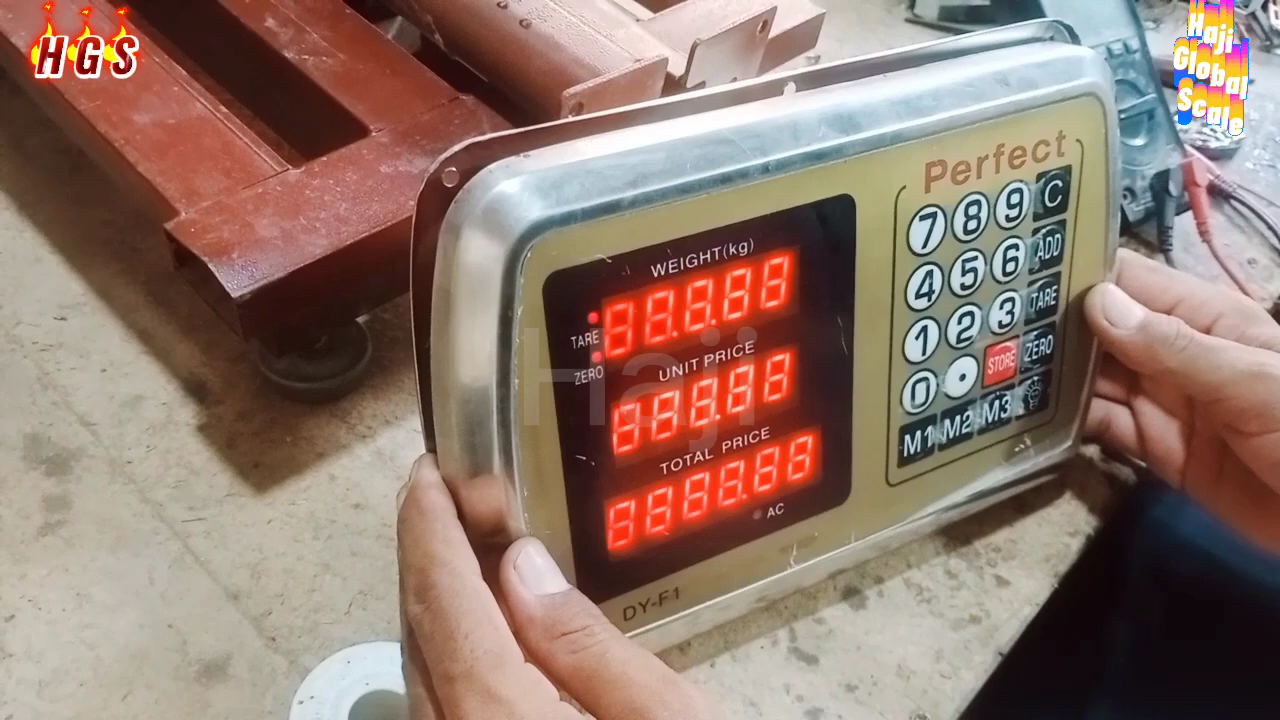 HGS
Haji
Global
Scale
Perfect
WEIGHT(kg)
TARE
ZERO
UNIT PRICE
TOTAL PRICE
AC
DY-F1
7 8 9 C
4 5 6 ADD
1 2 3 TARE
0 . STORE ZERO
M1 M2 M3
Haji